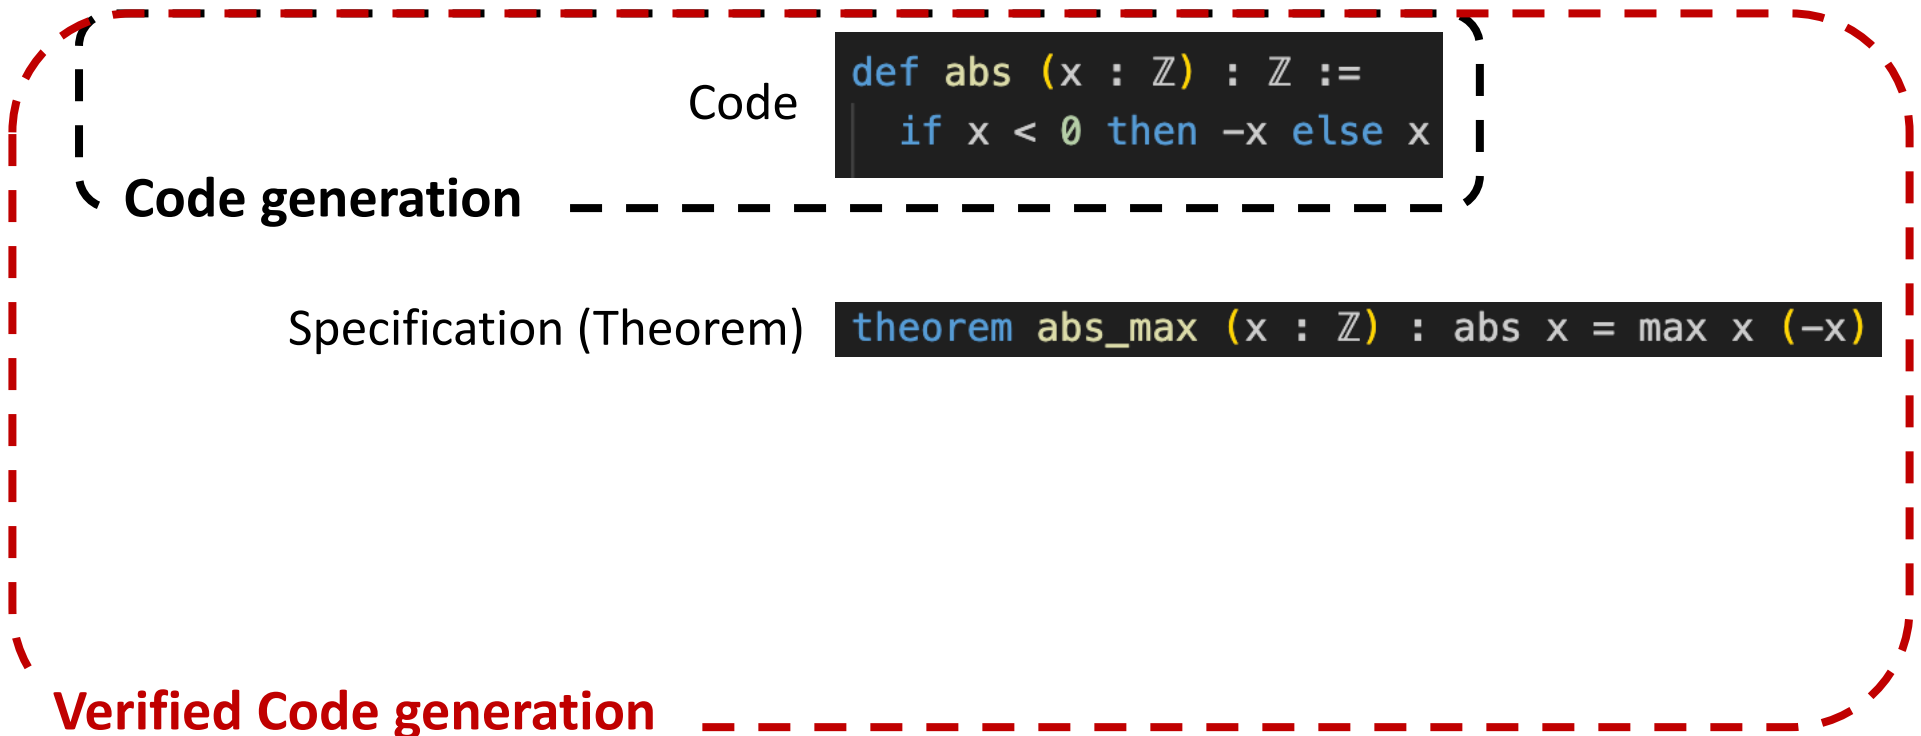 Code
def abs (x : ℤ) : ℤ :=
if x < 0 then -x else x
Code generation
Specification (Theorem)
theorem abs_max (x : ℤ) : abs x = max x (-x)
Verified Code generation